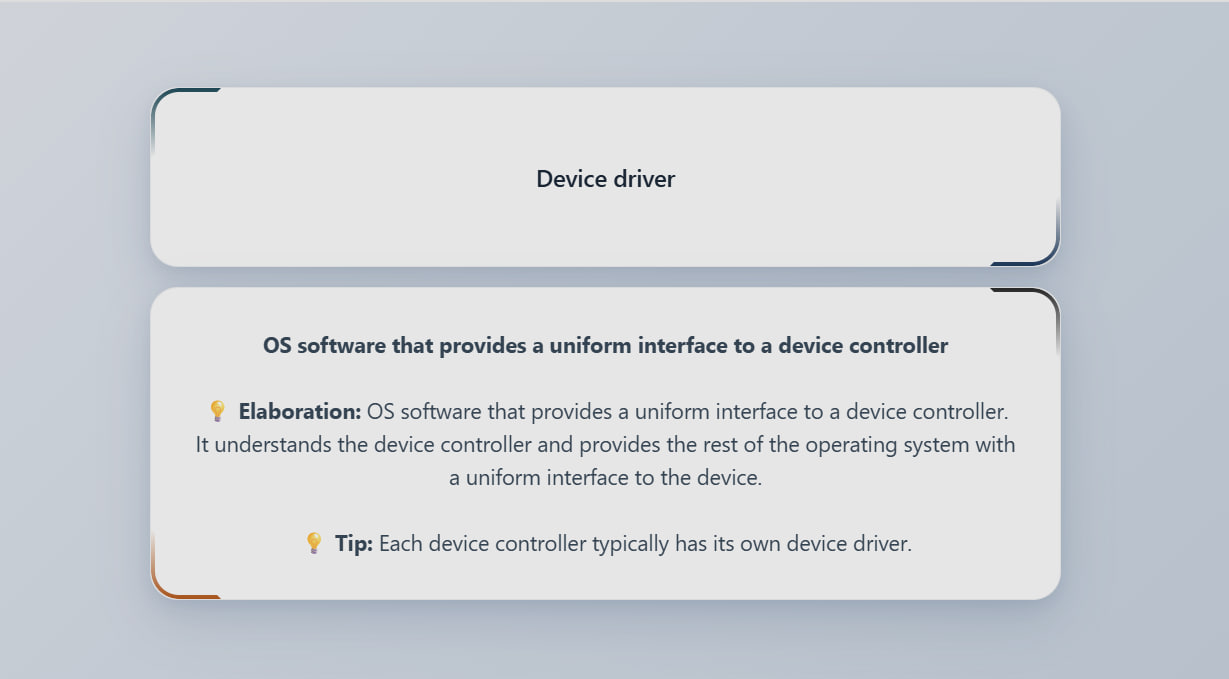 Device driver
OS software that provides a uniform interface to a device controller
💡 Elaboration: OS software that provides a uniform interface to a device controller.
It understands the device controller and provides the rest of the operating system with
a uniform interface to the device.
💡 Tip: Each device controller typically has its own device driver.